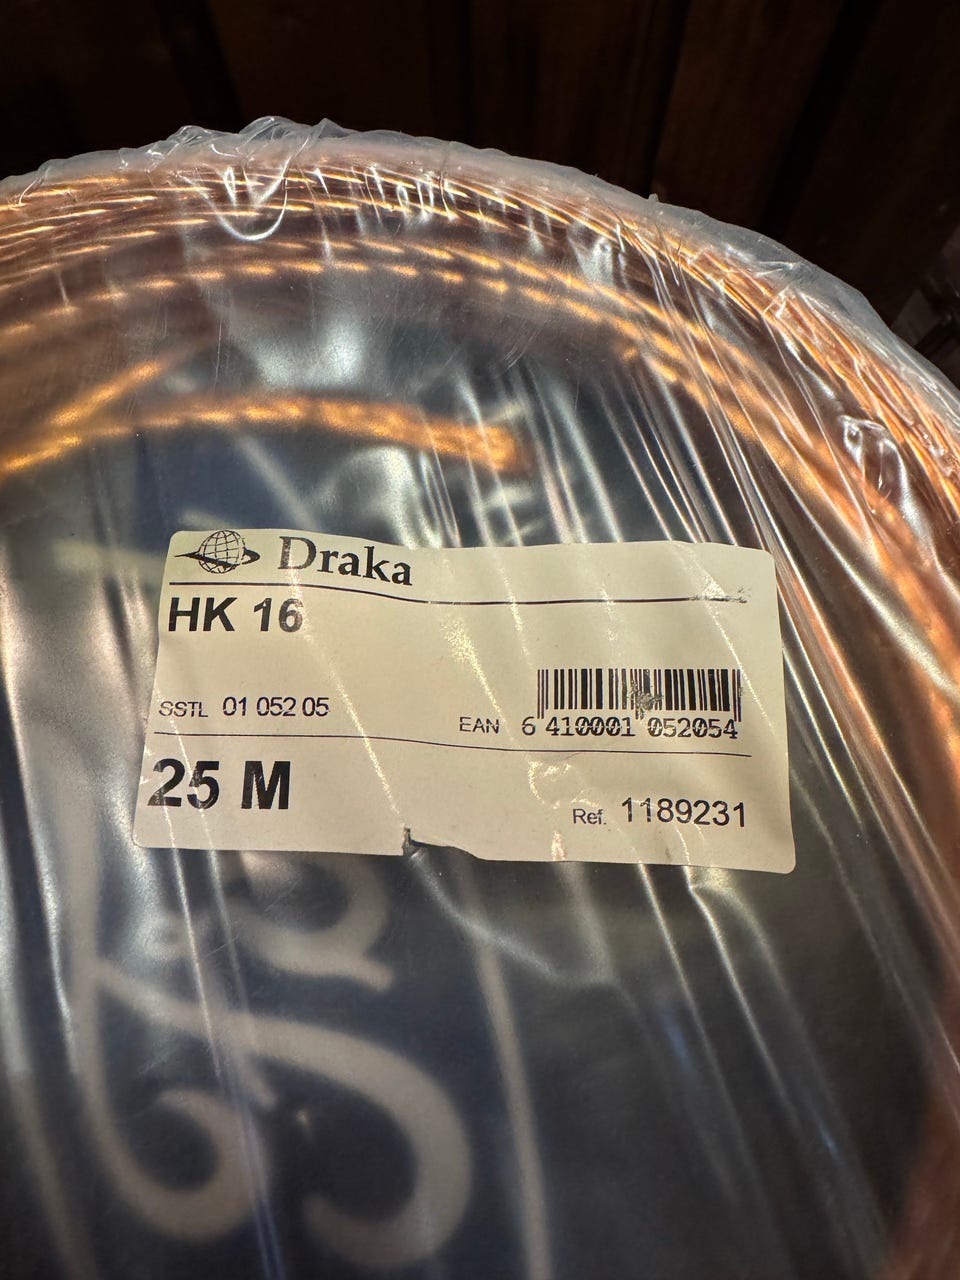 Draka
HK 16
SSTL 01 052 05
EAN 6 410001 052054
25 M
Ref. 1189231